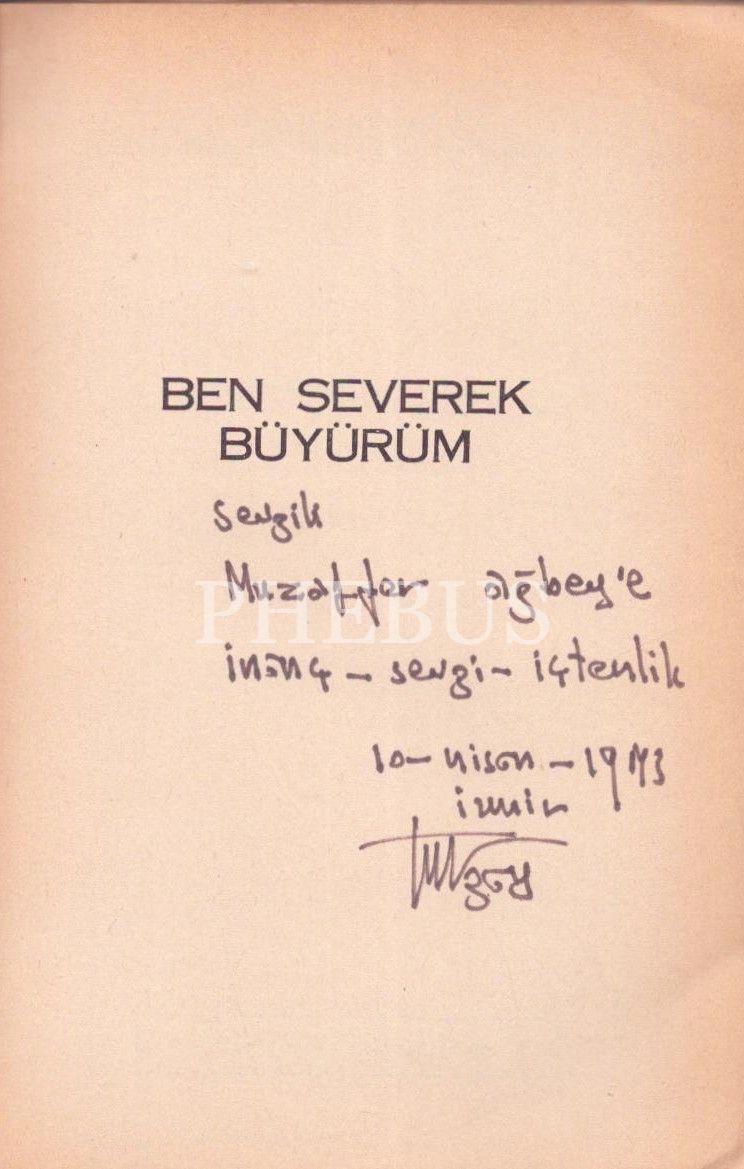 BEN SEVEREK
BÜYÜRÜM
sevgili
Muzaffer ağbey'e
PHEBUS
inanç - sevgi - içtenlik
10 - nisan - 1973
izmir